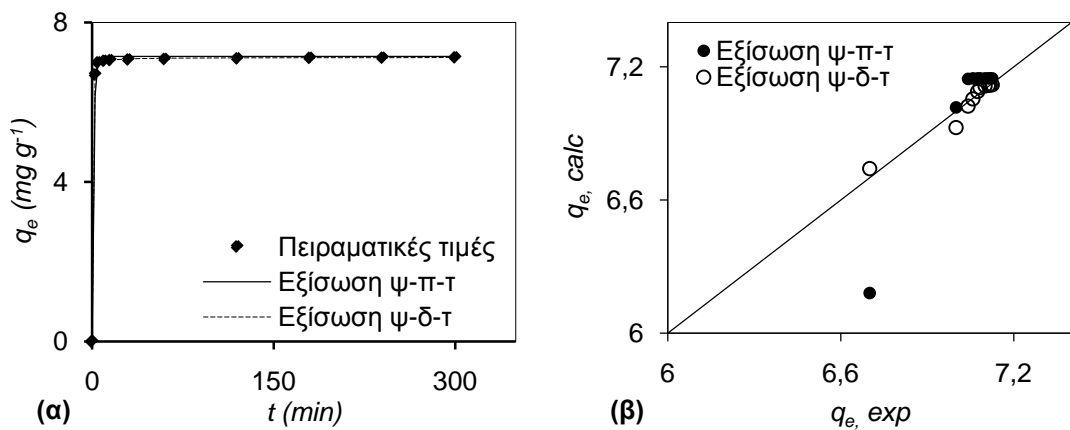 8
4
0
q_e (mg g⁻¹)
Πειραματικές τιμές
Εξίσωση ψ-π-τ
Εξίσωση ψ-δ-τ
0
150
300
(α)
t (min)
7,2
6,6
6
q_e, calc
Εξίσωση ψ-π-τ
Εξίσωση ψ-δ-τ
6
6,6
7,2
(β)
q_e, exp